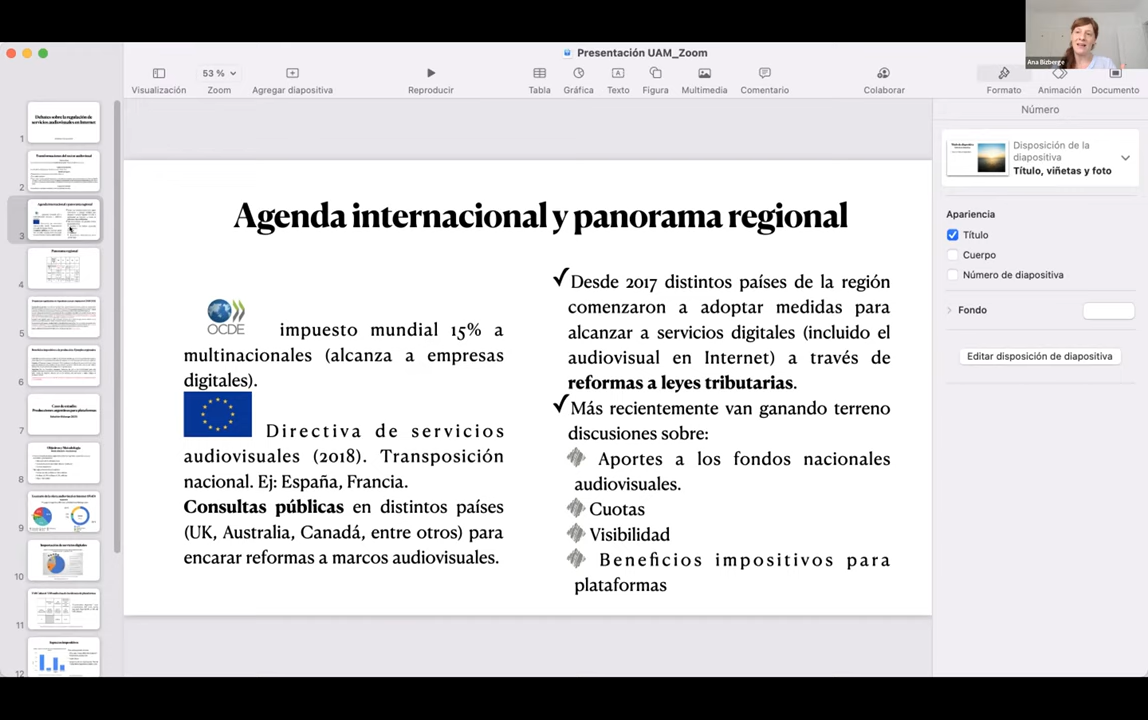 Ana Bizberge
Presentación UAM_Zoom
53 %
Visualización
Zoom
Agregar diapositiva
Reproducir
Tabla
Gráfica
Texto
Figura
Multimedia
Comentario
Colaborar
Formato
Animación
Documento
1
2
3
4
5
6
7
8
9
10
11
12
Agenda internacional y panorama regional
OCDE
impuesto mundial 15% a
multinacionales (alcanza a empresas
digitales).
Directiva de servicios
audiovisuales (2018). Transposición
nacional. Ej: España, Francia.
Consultas públicas en distintos países
(UK, Australia, Canadá, entre otros) para
encarar reformas a marcos audiovisuales.
Desde 2017 distintos países de la región
comenzaron a adoptar medidas para
alcanzar a servicios digitales (incluido el
audiovisual en Internet) a través de
reformas a leyes tributarias.
Más recientemente van ganando terreno
discusiones sobre:
Aportes a los fondos nacionales
audiovisuales.
Cuotas
Visibilidad
Beneficios impositivos para
plataformas
Número
Disposición de la
diapositiva
Título, viñetas y foto
Apariencia
Título
Cuerpo
Número de diapositiva
Fondo
Editar disposición de diapositiva